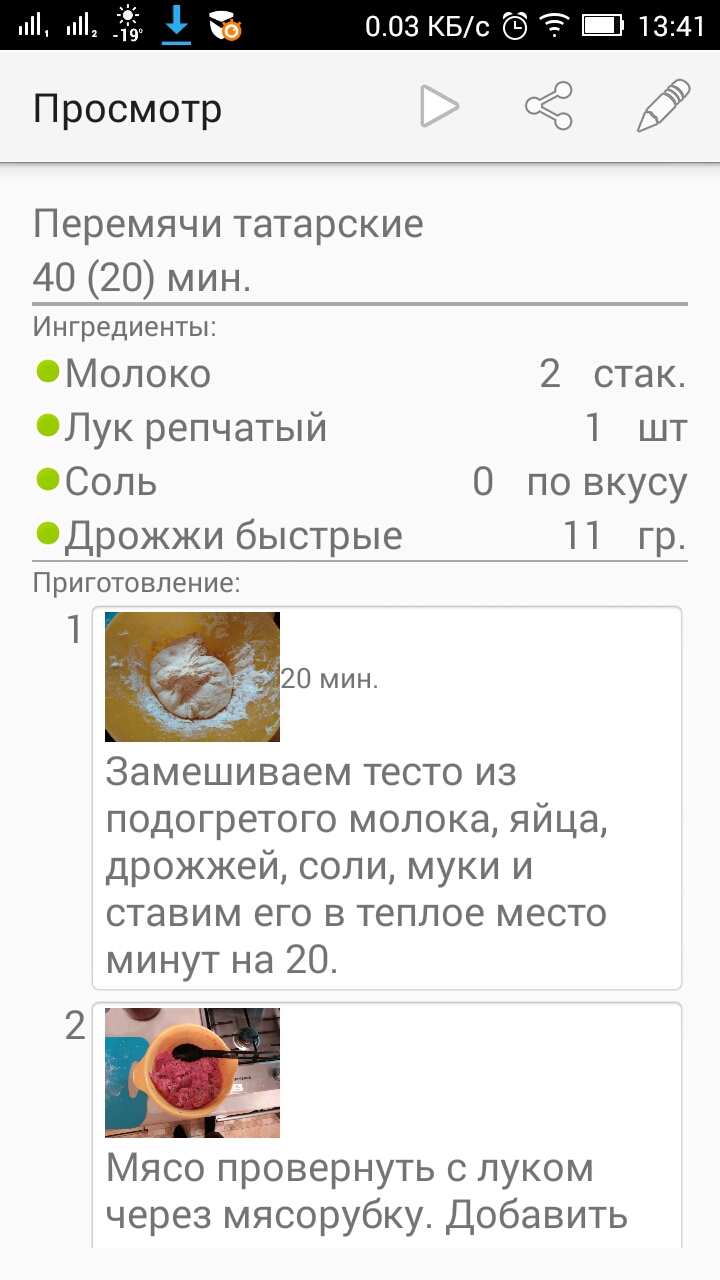 -19° 0.03 КБ/с 13:41
Просмотр
Перемячи татарские
40 (20) мин.
Ингредиенты:
Молоко 2 стак.
Лук репчатый 1 шт
Соль 0 по вкусу
Дрожжи быстрые 11 гр.
Приготовление:
1
20 мин.
Замешиваем тесто из
подогретого молока, яйца,
дрожжей, соли, муки и
ставим его в теплое место
минут на 20.
2
Мясо провернуть с луком
через мясорубку. Добавить